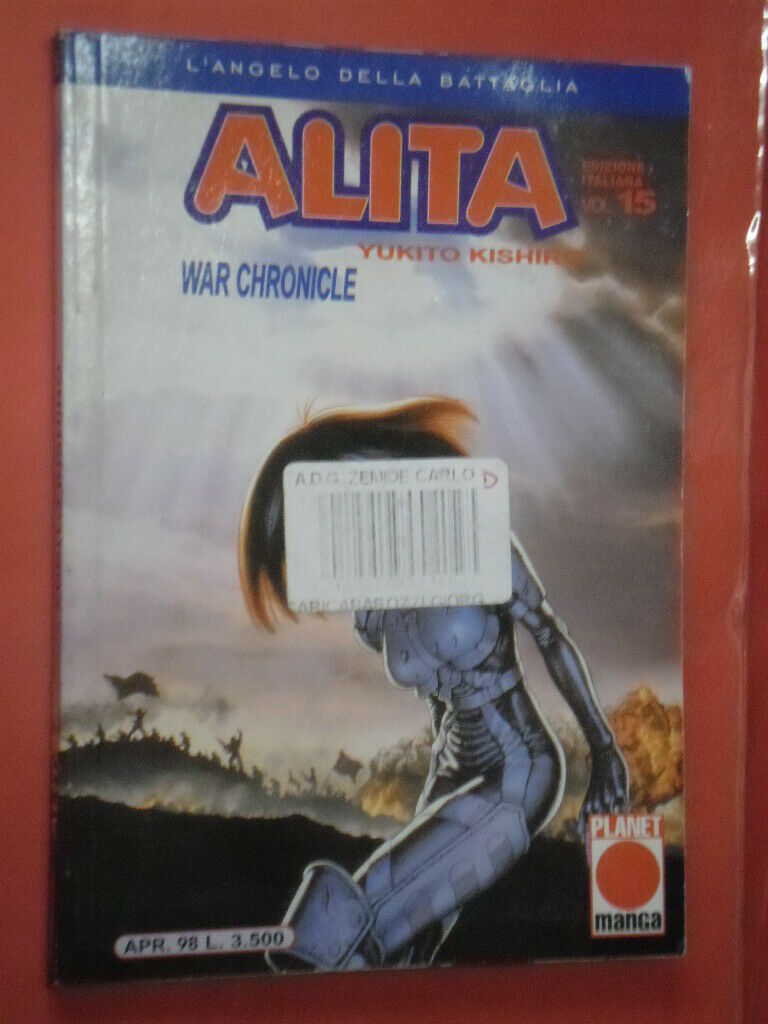 L'ANGELO DELLA BATTAGLIA
ALITA
EDIZIONE
ITALIANA
VOL 15
YUKITO KISHIRO
WAR CHRONICLE
A.D.G. ZEMIDE CARLO D
APR. 98 L. 3.500
PLANET
manga